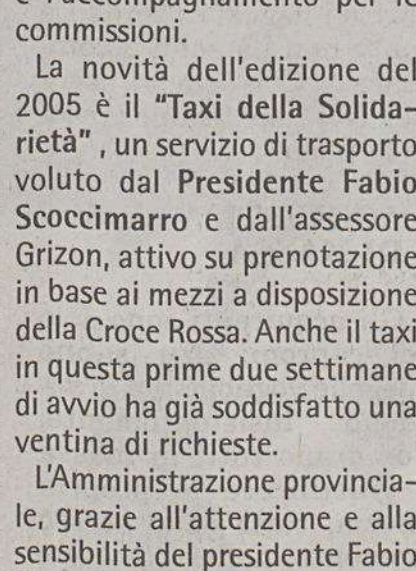 e l'accompagnamento per le
commissioni.
La novità dell'edizione del
2005 è il "Taxi della Solida-
rietà" , un servizio di trasporto
voluto dal Presidente Fabio
Scoccimarro e dall'assessore
Grizon, attivo su prenotazione
in base ai mezzi a disposizione
della Croce Rossa. Anche il taxi
in questa prime due settimane
di avvio ha già soddisfatto una
ventina di richieste.
L'Amministrazione provincia-
le, grazie all'attenzione e alla
sensibilità del presidente Fabio